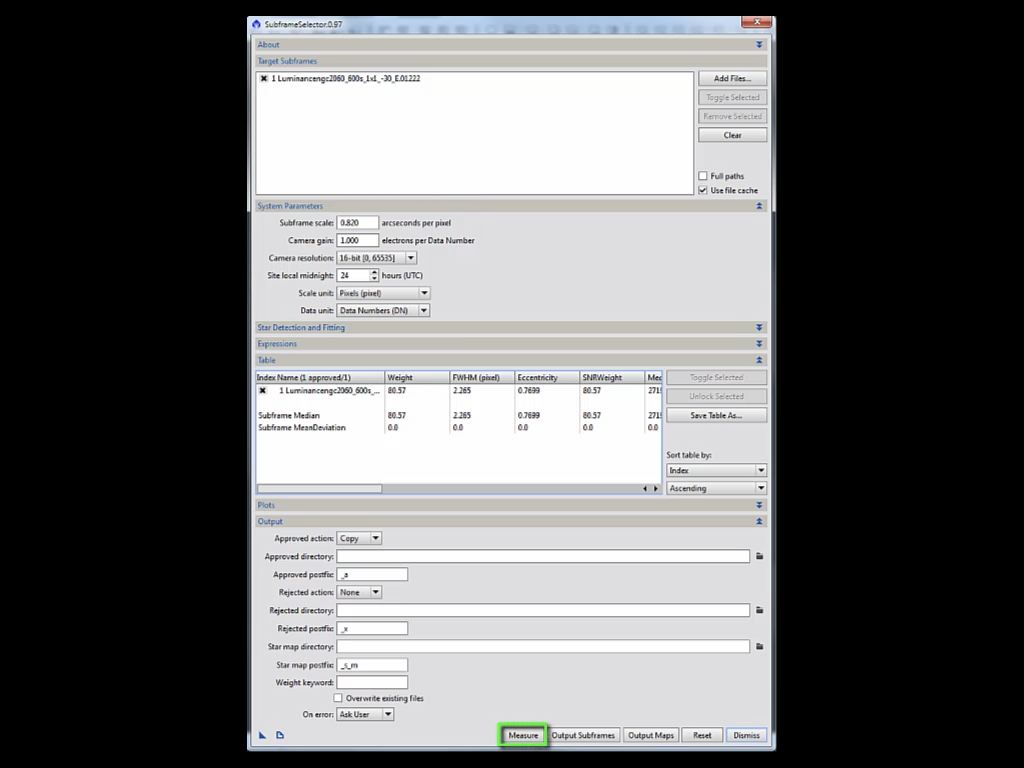 SubframeSelector.0.97
About
Target Subframes
1 Luminancengc2060_600s_1x1_-30_E.01222
Add Files...
Toggle Selected
Remove Selected
Clear
Full paths
Use file cache
System Parameters
Subframe scale: 0.820 arcseconds per pixel
Camera gain: 1.000 electrons per Data Number
Camera resolution: 16-bit [0, 65535]
Site local midnight: 24 hours (UTC)
Scale unit: Pixels (pixel)
Data unit: Data Numbers (DN)
Star Detection and Fitting
Expressions
Table
Index Name (1 approved/1) Weight FWHM (pixel) Eccentricity SNRWeight Med
1 Luminancengc2060_600s_... 80.57 2.265 0.7699 80.57 2715
Subframe Median 80.57 2.265 0.7699 80.57 2715
Subframe MeanDeviation 0.0 0.0 0.0 0.0 0.0
Toggle Selected
Unlock Selected
Save Table As...
Sort table by:
Index
Ascending
Plots
Output
Approved action: Copy
Approved directory:
Approved postfix: _a
Rejected action: None
Rejected directory:
Rejected postfix: _x
Star map directory:
Star map postfix: _s_m
Weight keyword:
Overwrite existing files
On error: Ask User
Measure Output Subframes Output Maps Reset Dismiss